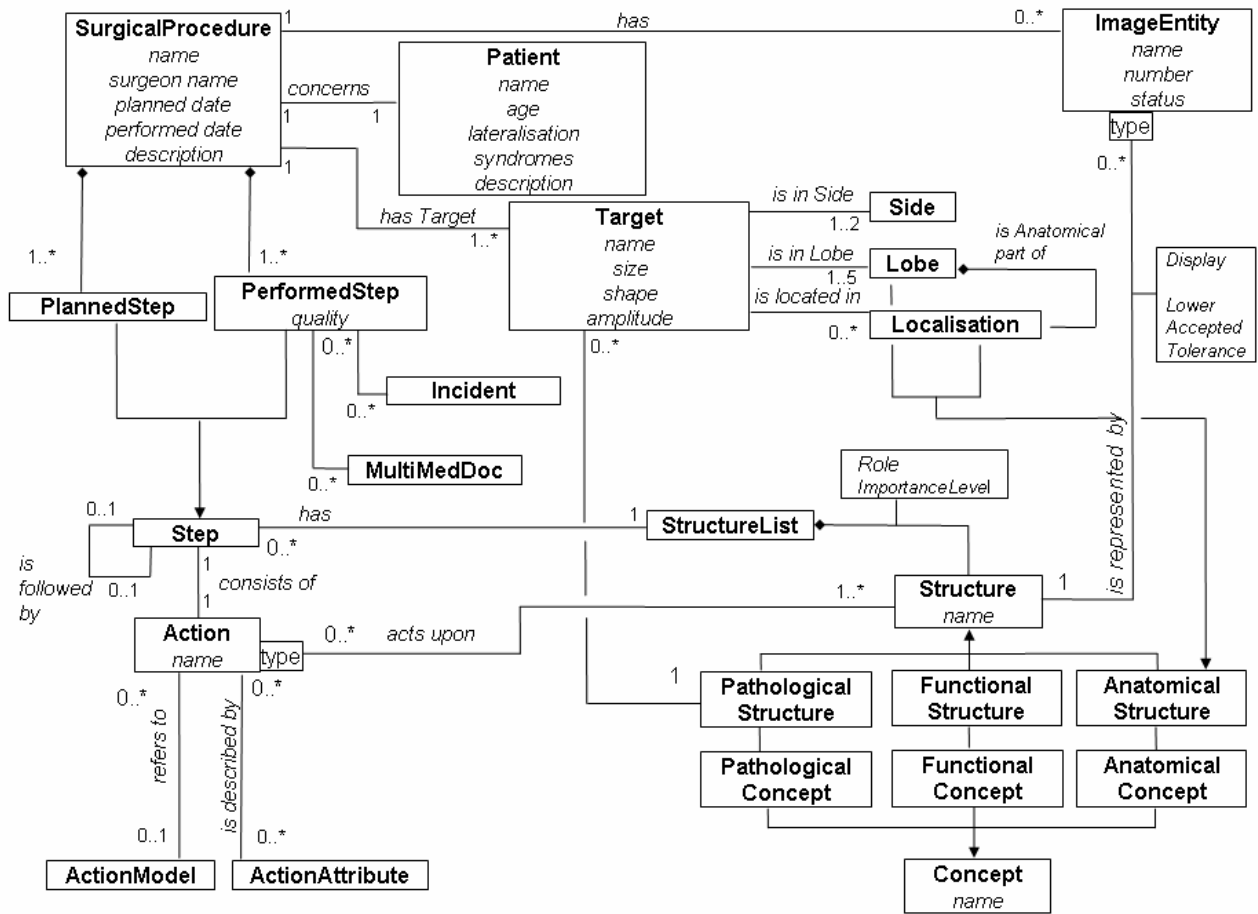 SurgicalProcedure
name
surgeon name
planned date
performed date
description
1
has
0..*
ImageEntity
name
number
status
type
0..*
concerns
1
1
Patient
name
age
lateralisation
syndromes
description
1
has Target
1..*
Target
name
size
shape
amplitude
0..*
is in Side
1..2
Side
is in Lobe
1..5
Lobe
is located in
0..*
Localisation
is Anatomical
part of
Display
Lower
Accepted
Tolerance
1..*
1..*
PlannedStep
PerformedStep
quality
0..*
0..*
0..*
Incident
0..*
MultiMedDoc
Role
ImportanceLevel
is represented by
0..1
Step
has
0..*
1
StructureList
is
followed
by
0..1
1
consists of
1
1..*
Structure
name
1
Action
name
type
0..*
acts upon
0..*
0..*
1
Pathological
Structure
Functional
Structure
Anatomical
Structure
refers to
is described by
Pathological
Concept
Functional
Concept
Anatomical
Concept
0..1
0..*
ActionModel
ActionAttribute
Concept
name